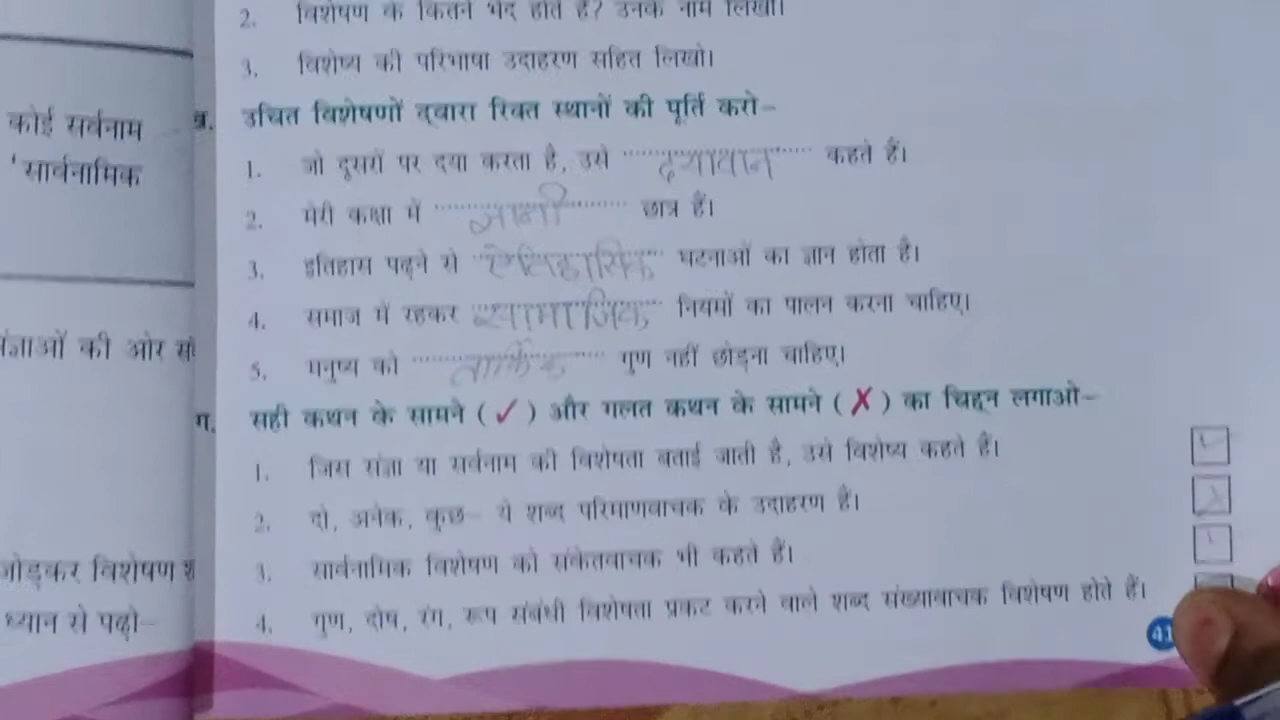 2. विशेषण के कितने भेद होते हैं? उनके नाम लिखो।
3. विशेष्य की परिभाषा उदाहरण सहित लिखो।
कोई सर्वनाम
'सार्वनामिक
उचित विशेषणों द्वारा रिक्त स्थानों की पूर्ति करो–
1. जो दूसरों पर दया करता है, उसे दयावान कहते हैं।
2. मेरी कक्षा में छात्र हैं।
3. इतिहास पढ़ने से ऐतिहासिक घटनाओं का ज्ञान होता है।
4. समाज में रहकर सामाजिक नियमों का पालन करना चाहिए।
5. मनुष्य को गुण नहीं छोड़ना चाहिए।
की ओर
ग. सही कथन के सामने (✓) और गलत कथन के सामने (✗) का चिह्न लगाओ–
1. जिस संज्ञा या सर्वनाम की विशेषता बताई जाती है, उसे विशेष्य कहते हैं।
2. दो, अनेक, कुछ– ये शब्द परिमाणवाचक के उदाहरण हैं।
3. सार्वनामिक विशेषण को संकेतवाचक भी कहते हैं।
4. गुण, दोष, रंग, रूप संबंधी विशेषता प्रकट करने वाले शब्द संख्यावाचक विशेषण होते हैं।
जोड़कर विशेषण
ध्यान से पढ़ो–
41